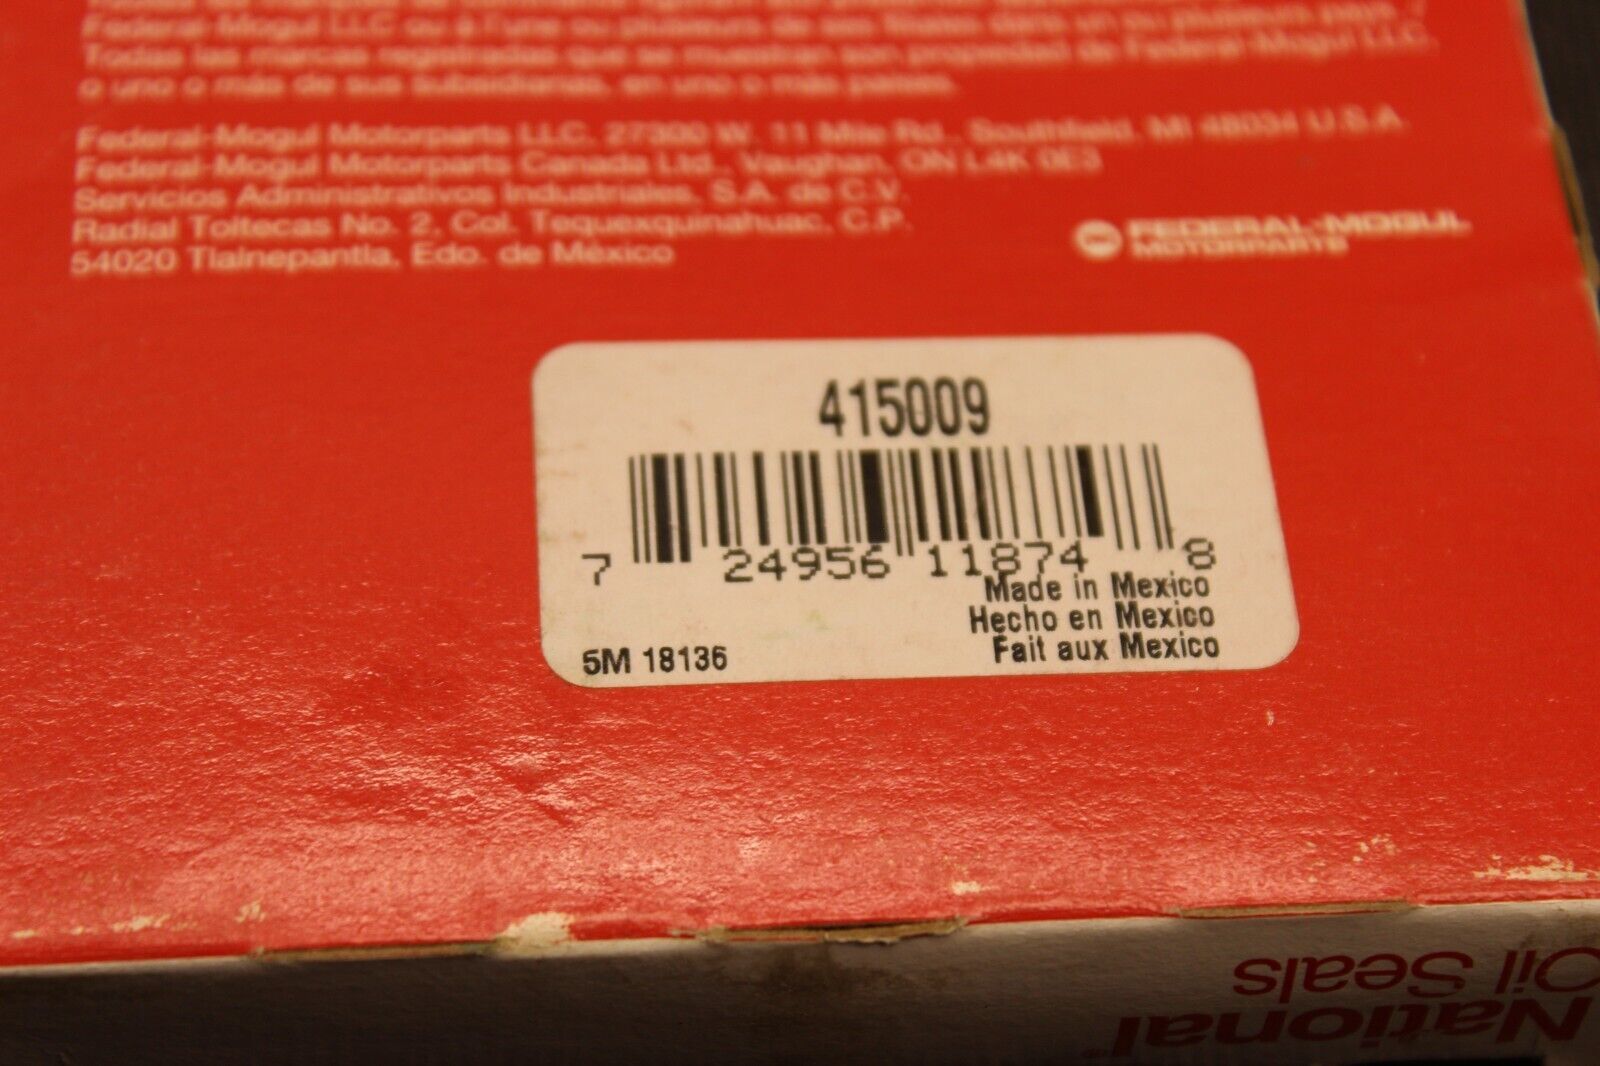 Federal-Mogul LLC ou à l'une ou plusieurs de ses filiales dans un ou plusieurs pays. /
Todas las marcas registradas que se muestran son propiedad de Federal-Mogul LLC,
o uno o más de sus subsidiarias, en uno o más países.
Federal-Mogul Motorparts LLC, 27300 W. 11 Mile Rd., Southfield, MI 48034 U.S.A.
Federal-Mogul Motorparts Canada Ltd., Vaughan, ON L4K 0E3
Servicios Administrativos Industriales, S.A. de C.V.
Radial Toltecas No. 2, Col. Tequexquinahuac, C.P.
54020 Tlalnepantla, Edo. de México
FEDERAL-MOGUL
MOTORPARTS
415009
7 24956 11874 8
Made in Mexico
Hecho en Mexico
Fait aux Mexico
5M 18136
National®
Oil Seals